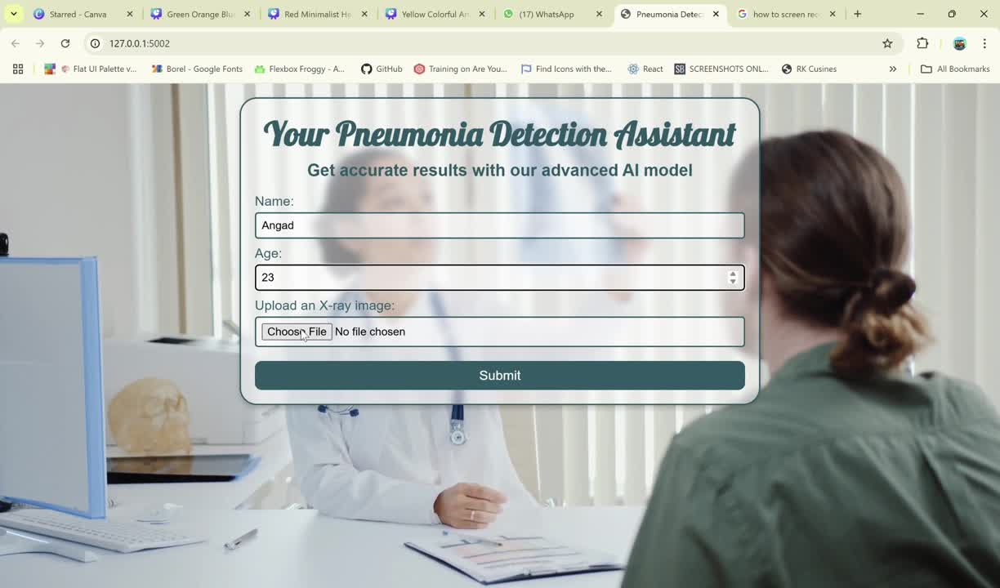 Starred - Canva
Green Orange Blu
Red Minimalist He
Yellow Colorful An
(17) WhatsApp
Pneumonia Detec
how to screen rec
127.0.0.1:5002
Flat UI Palette v...
Borel - Google Fonts
Flexbox Froggy - A...
GitHub
Training on Are You...
Find Icons with the...
React
SB
SCREENSHOTS ONL...
RK Cusines
All Bookmarks
Your Pneumonia Detection Assistant
Get accurate results with our advanced AI model
Name:
Angad
Age:
23
Upload an X-ray image:
Choose File No file chosen
Submit